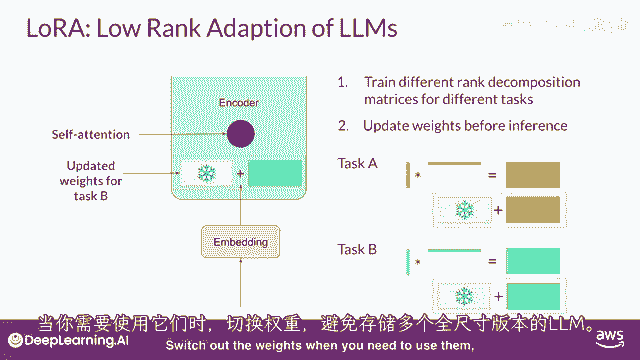 LoRA: Low Rank Adaption of LLMs
Encoder
Self-attention
Updated
weights for
task B
+
Embedding
1. Train different rank decomposition
matrices for different tasks
2. Update weights before inference
Task A
* =
+
Task B
* =
+
当你需要使用它们时，切换权重，避免存储多个全尺寸版本的LLM。
DeepLearning.AI
Switch out the weights when you need to use them,
aws